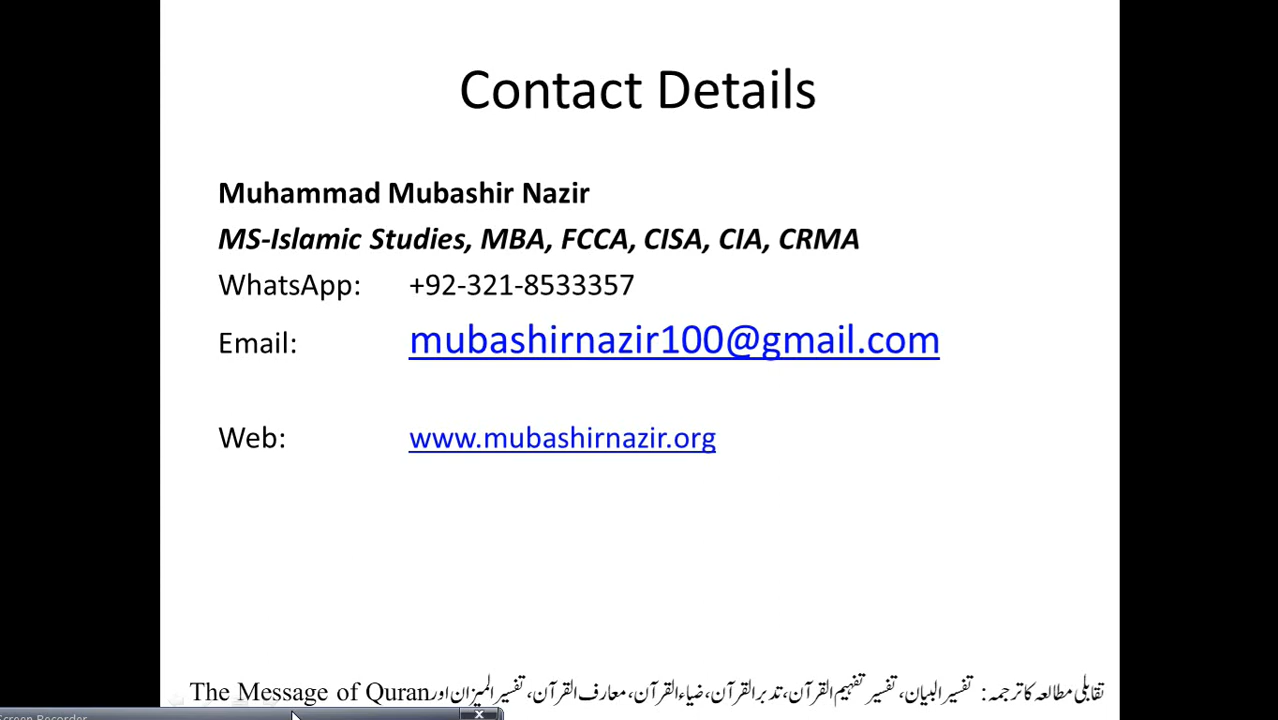 Contact Details
Muhammad Mubashir Nazir
MS-Islamic Studies, MBA, FCCA, CISA, CIA, CRMA
WhatsApp: +92-321-8533357
Email: mubashirnazir100@gmail.com
Web: www.mubashirnazir.org
تقابلی مطالعہ کا ترجمہ: تفسیر البیان، تفسیر تفہیم القرآن، تدبر القرآن، ضیاء القرآن، معارف القرآن، تفسیر المیزان اور The Message of Quran
Screen Recorder